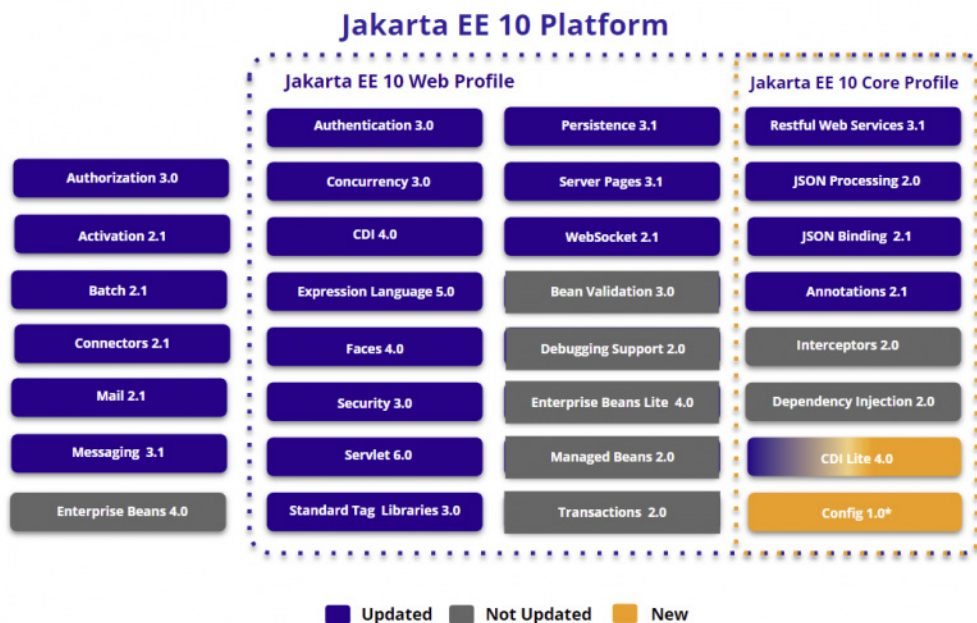 Jakarta EE 10 Platform
Jakarta EE 10 Web Profile
Jakarta EE 10 Core Profile
Authorization 3.0
Activation 2.1
Batch 2.1
Connectors 2.1
Mail 2.1
Messaging 3.1
Enterprise Beans 4.0
Authentication 3.0
Concurrency 3.0
CDI 4.0
Expression Language 5.0
Faces 4.0
Security 3.0
Servlet 6.0
Standard Tag Libraries 3.0
Persistence 3.1
Server Pages 3.1
WebSocket 2.1
Bean Validation 3.0
Debugging Support 2.0
Enterprise Beans Lite 4.0
Managed Beans 2.0
Transactions 2.0
Restful Web Services 3.1
JSON Processing 2.0
JSON Binding 2.1
Annotations 2.1
Interceptors 2.0
Dependency Injection 2.0
CDI Lite 4.0
Config 1.0*
Updated
Not Updated
New